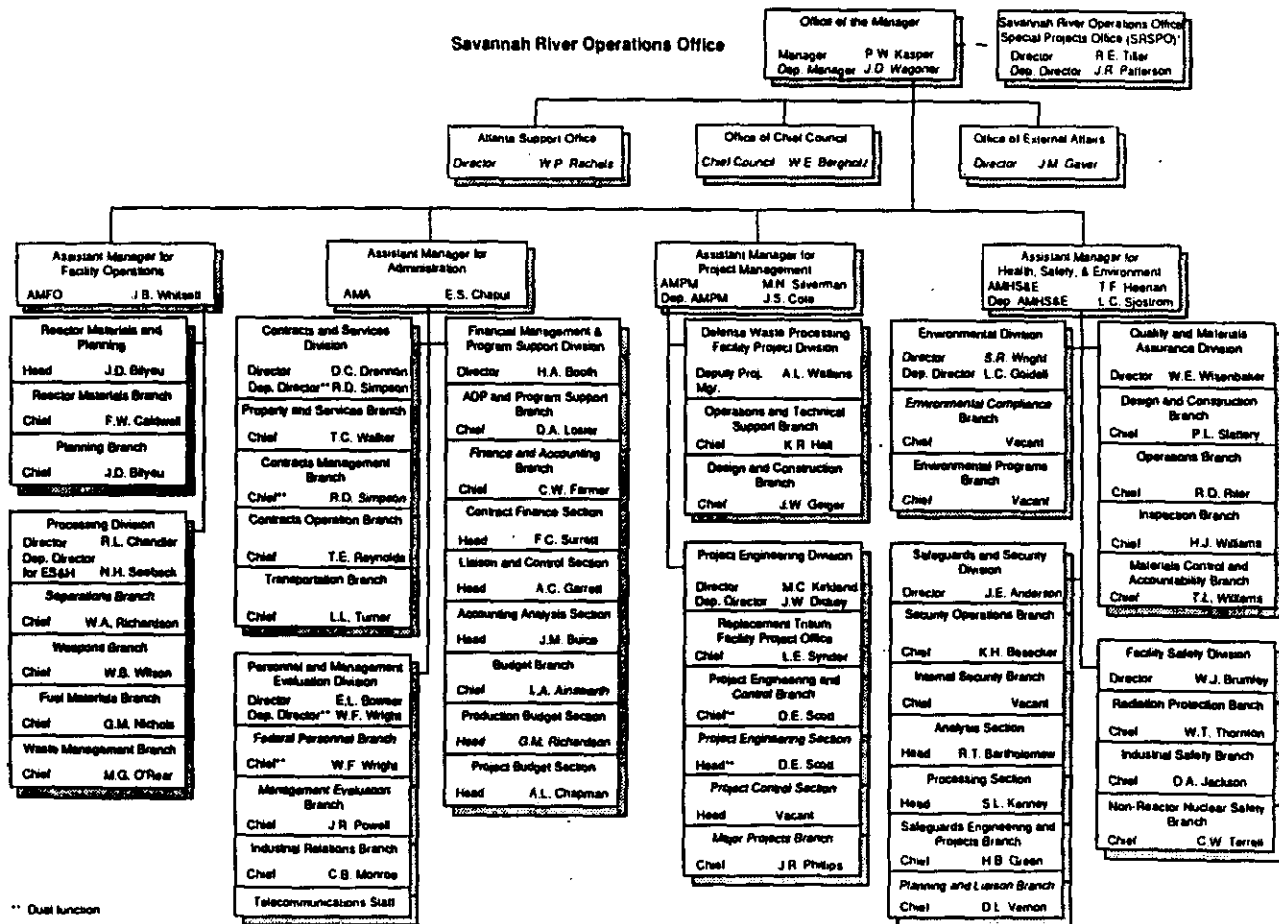 Savannah River Operations Office
Office of the Manager
Manager P.W. Kasper
Dep. Manager J.D. Wagoner
Savannah River Operations Office
Special Projects Office (SRSPO)
Director R.E. Tiller
Dep. Director J.R. Patterson
Atlanta Support Office
Director W.P. Rachels
Office of Chief Council
Chief Council W.E. Bergholz
Office of External Affairs
Director J.M. Gaver
Assistant Manager for
Facility Operations
AMFO J.B. Whitsett
Reactor Materials and
Planning
Head J.D. Bilyeu
Reactor Materials Branch
Chief F.W. Caldwell
Planning Branch
Chief J.D. Bilyeu
Processing Division
Director R.L. Chandler
Dep. Director
for ES&H N.H. Seebeck
Separations Branch
Chief W.A. Richardson
Weapons Branch
Chief W.B. Wilson
Fuel Materials Branch
Chief G.M. Nichols
Waste Management Branch
Chief M.G. O'Rear
Assistant Manager for
Administration
AMA E.S. Chaput
Contracts and Services
Division
Director D.C. Drennon
Dep. Director** R.D. Simpson
Property and Services Branch
Chief T.C. Walker
Contracts Management
Branch
Chief** R.D. Simpson
Contracts Operation Branch
Chief T.E. Reynolds
Transportation Branch
Chief L.L. Turner
Personnel and Management
Evaluation Division
Director E.L. Bowser
Dep. Director** W.F. Wright
Federal Personnel Branch
Chief** W.F. Wright
Management Evaluation
Branch
Chief J.R. Powell
Industrial Relations Branch
Chief C.B. Monroe
Telecommunications Staff
Financial Management &
Program Support Division
Director H.A. Booth
ADP and Program Support
Branch
Chief D.A. Losier
Finance and Accounting
Branch
Chief C.W. Farmer
Contract Finance Section
Head F.C. Surrett
Liaison and Control Section
Head A.C. Garrett
Accounting Analysis Section
Head J.M. Buice
Budget Branch
Chief L.A. Ainsworth
Production Budget Section
Head G.M. Richardson
Project Budget Section
Head A.L. Chapman
Assistant Manager for
Project Management
AMPM M.N. Silverman
Dep. AMPM J.S. Cole
Defense Waste Processing
Facility Project Division
Deputy Proj. A.L. Watkins
Mgr.
Operations and Technical
Support Branch
Chief K.R. Hall
Design and Construction
Branch
Chief J.W. Geiger
Project Engineering Division
Director M.C. Kirkland
Dep. Director J.W. Dickey
Replacement Tritium
Facility Project Office
Chief L.E. Synder
Project Engineering and
Control Branch
Chief** D.E. Scott
Project Engineering Section
Head** D.E. Scott
Project Control Section
Head Vacant
Major Projects Branch
Chief J.R. Phillips
Assistant Manager for
Health, Safety, & Environment
AMHS&E T.F. Heenan
Dep AMHS&E L.C. Sjostrom
Environmental Division
Director S.R. Wright
Dep. Director L.C. Goidell
Environmental Compliance
Branch
Chief Vacant
Environmental Programs
Branch
Chief Vacant
Safeguards and Security
Division
Director J.E. Anderson
Security Operations Branch
Chief K.H. Besecker
Internal Security Branch
Chief Vacant
Analysis Section
Head R.T. Bartholomew
Processing Section
Head S.L. Kenney
Safeguards Engineering and
Projects Branch
Chief H.B. Green
Planning and Liaison Branch
Chief D.L. Vernon
Quality and Materials
Assurance Division
Director W.E. Wisenbaker
Design and Construction
Branch
Chief P.L. Slattery
Operations Branch
Chief R.D.
Inspection Branch
Chief H.J. Williams
Materials Control and
Accountability Branch
Chief T.L. Williams
Facility Safety Division
Director W.J. Brumley
Radiation Protection Banch
Chief W.T. Thornton
Industrial Safety Branch
Chief D.A. Jackson
Non-Reactor Nuclear Safety
Branch
Chief C.W. Terrell
** Dual function